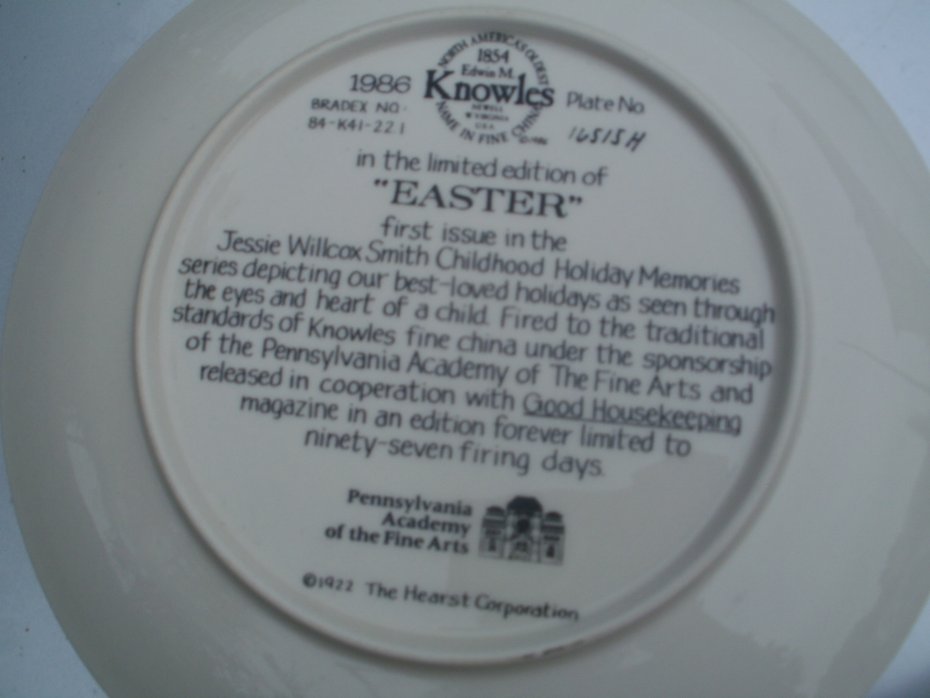 NORTH AMERICA'S OLDEST
1854
Edwin M.
Knowles
NEWELL
W VIRGINIA
U.S.A.
NAME IN FINE CHINA
1986
BRADEX NO.
84-K41-22.1
Plate No
16515H
in the limited edition of
"EASTER"
first issue in the
Jessie Willcox Smith Childhood Holiday Memories
series depicting our best-loved holidays as seen through
the eyes and heart of a child. Fired to the traditional
standards of Knowles fine china under the sponsorship
of the Pennsylvania Academy of The Fine Arts and
released in cooperation with Good Housekeeping
magazine in an edition forever limited to
ninety-seven firing days.
Pennsylvania
Academy
of the Fine Arts
©1922 The Hearst Corporation